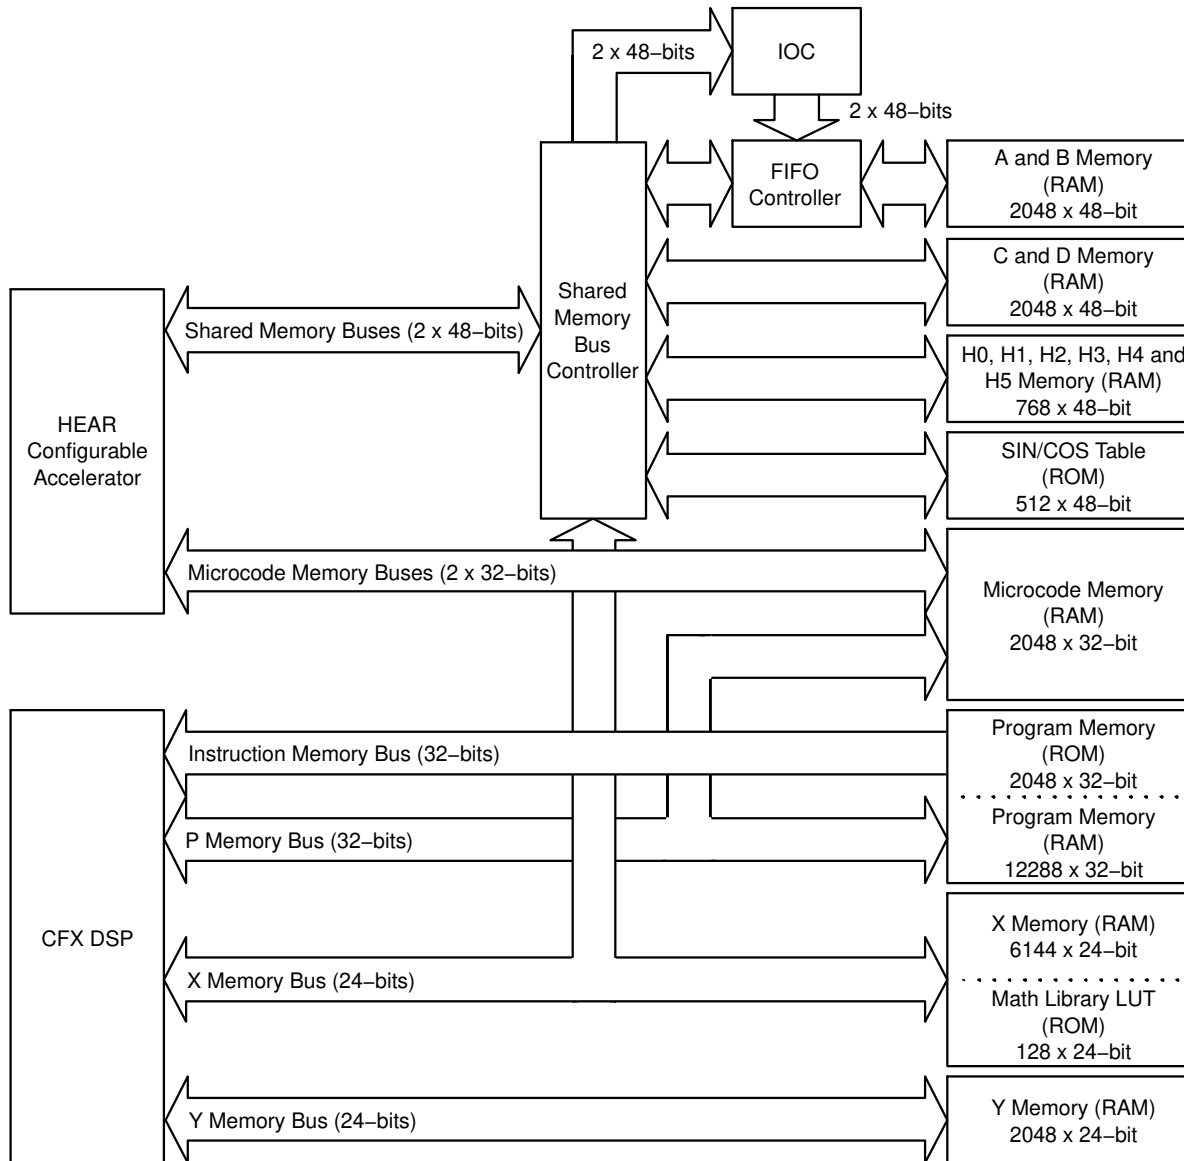 2 x 48−bits
IOC
2 x 48−bits
FIFO
Controller
A and B Memory
(RAM)
2048 x 48−bit
C and D Memory
(RAM)
2048 x 48−bit
Shared
Memory
Bus
Controller
Shared Memory Buses (2 x 48−bits)
H0, H1, H2, H3, H4 and
H5 Memory (RAM)
768 x 48−bit
HEAR
Configurable
Accelerator
SIN/COS Table
(ROM)
512 x 48−bit
Microcode Memory Buses (2 x 32−bits)
Microcode Memory
(RAM)
2048 x 32−bit
Instruction Memory Bus (32−bits)
Program Memory
(ROM)
2048 x 32−bit
P Memory Bus (32−bits)
Program Memory
(RAM)
12288 x 32−bit
CFX DSP
X Memory (RAM)
6144 x 24−bit
X Memory Bus (24−bits)
Math Library LUT
(ROM)
128 x 24−bit
Y Memory Bus (24−bits)
Y Memory (RAM)
2048 x 24−bit